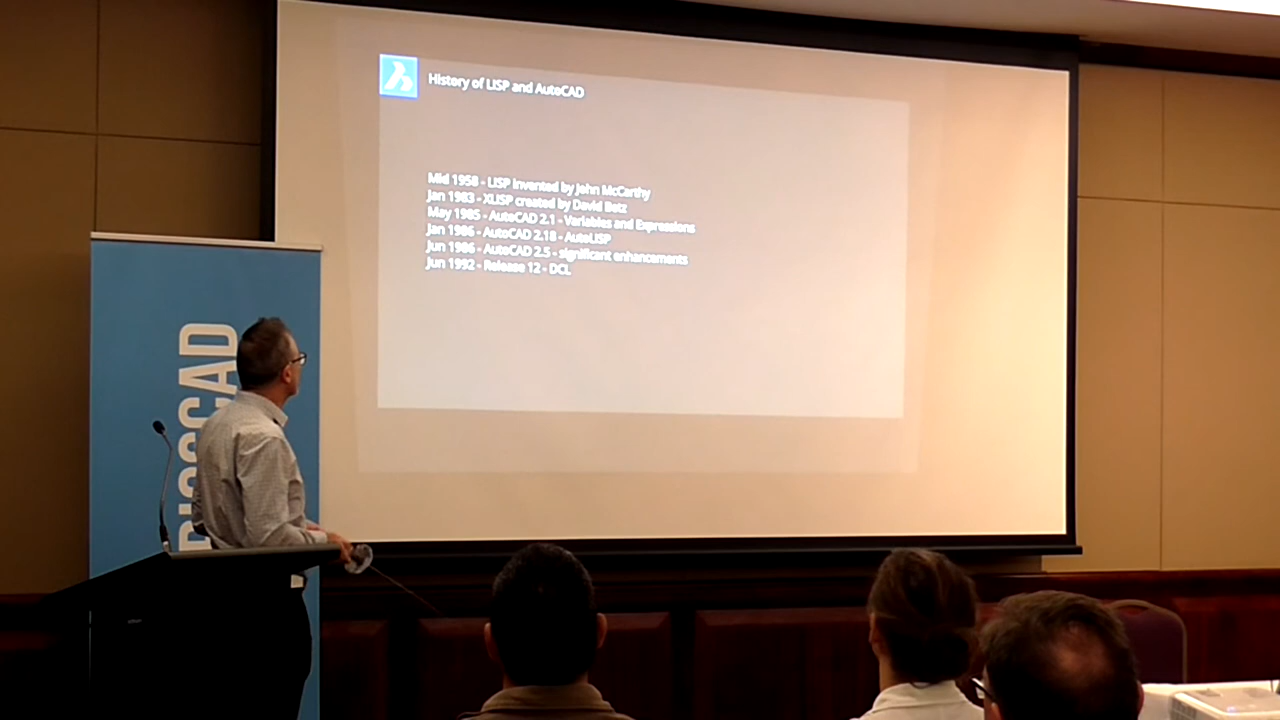 History of LISP and AutoCAD
Mid 1958 - LISP invented by John McCarthy
Jan 1983 - XLISP created by David Betz
May 1985 - AutoCAD 2.1 - Variables and Expressions
Jan 1986 - AutoCAD 2.18 - AutoLISP
Jun 1986 - AutoCAD 2.5 - significant enhancements
Jun 1992 - Release 12 - DCL
BRICSCAD